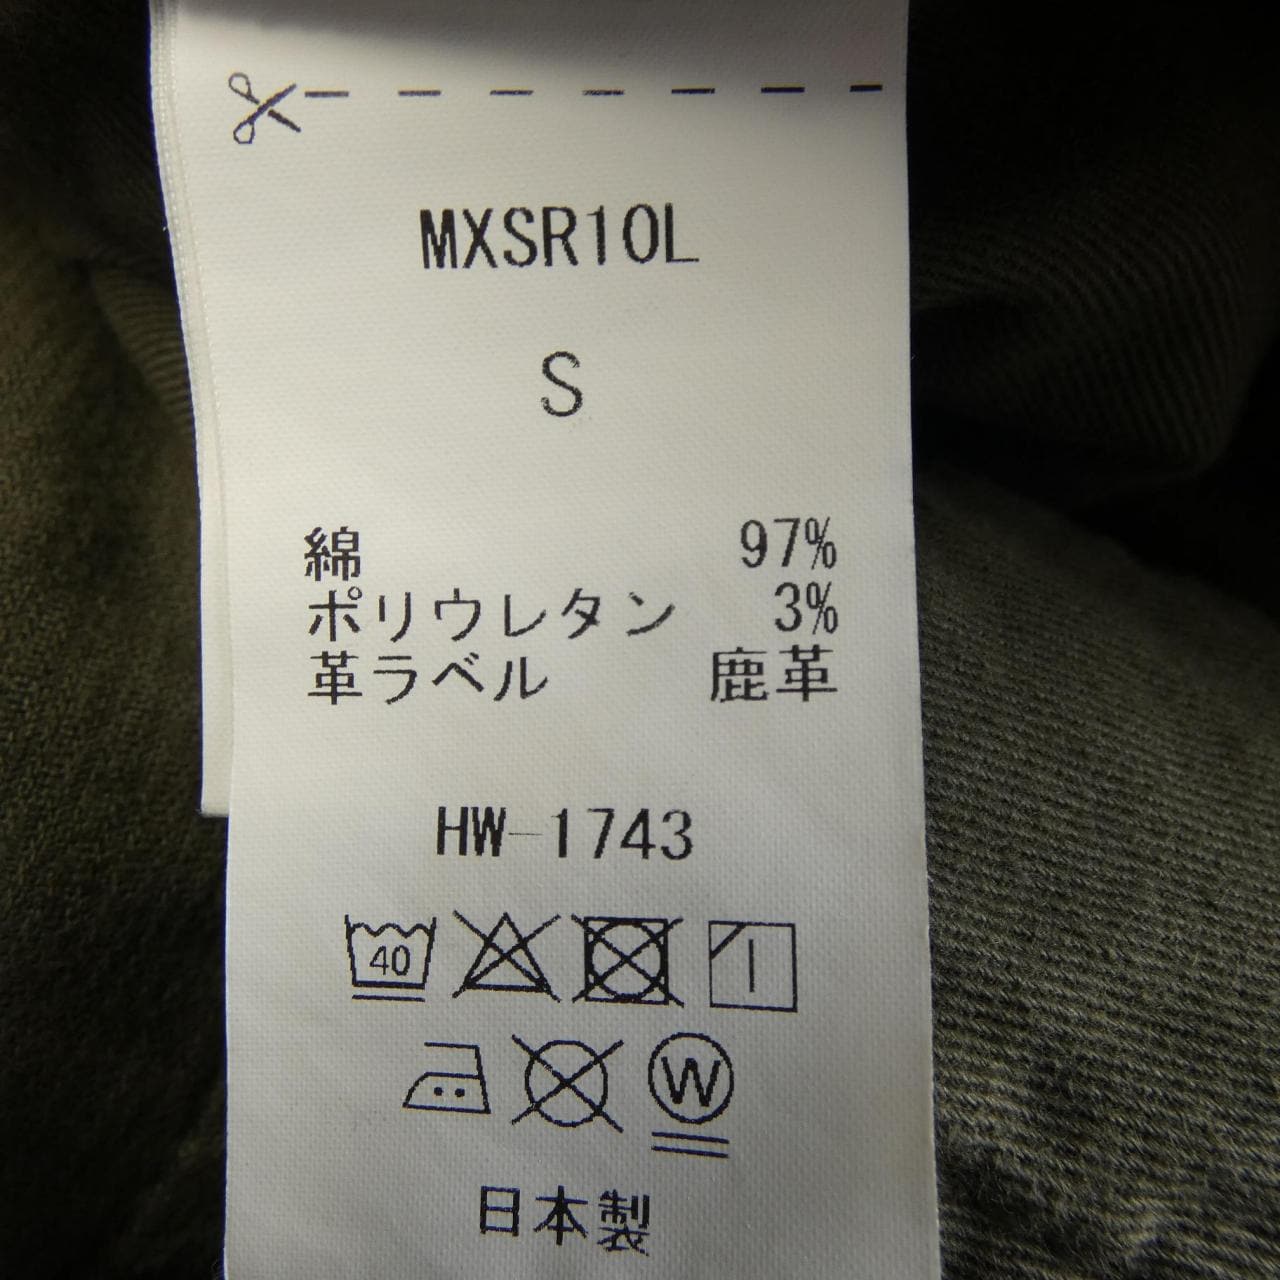 MXSR10L
S
綿 97%
ポリウレタン 3%
革ラベル 鹿革
HW-1743
40
W
日本製